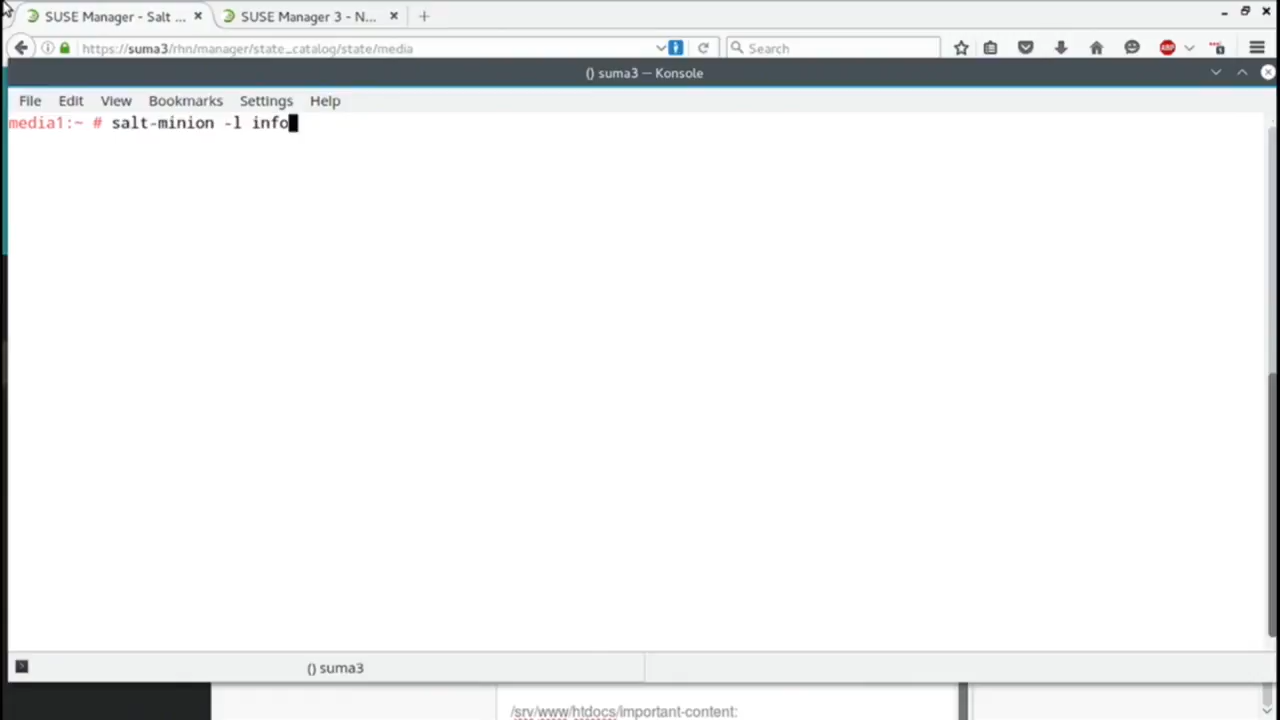 SUSE Manager - Salt ...
SUSE Manager 3 - N...
https://suma3/rhn/manager/state_catalog/state/media
Search
ABP
() suma3 — Konsole
File Edit View Bookmarks Settings Help
media1:~ # salt-minion -l info
() suma3
/srv/www/htdocs/important-content: